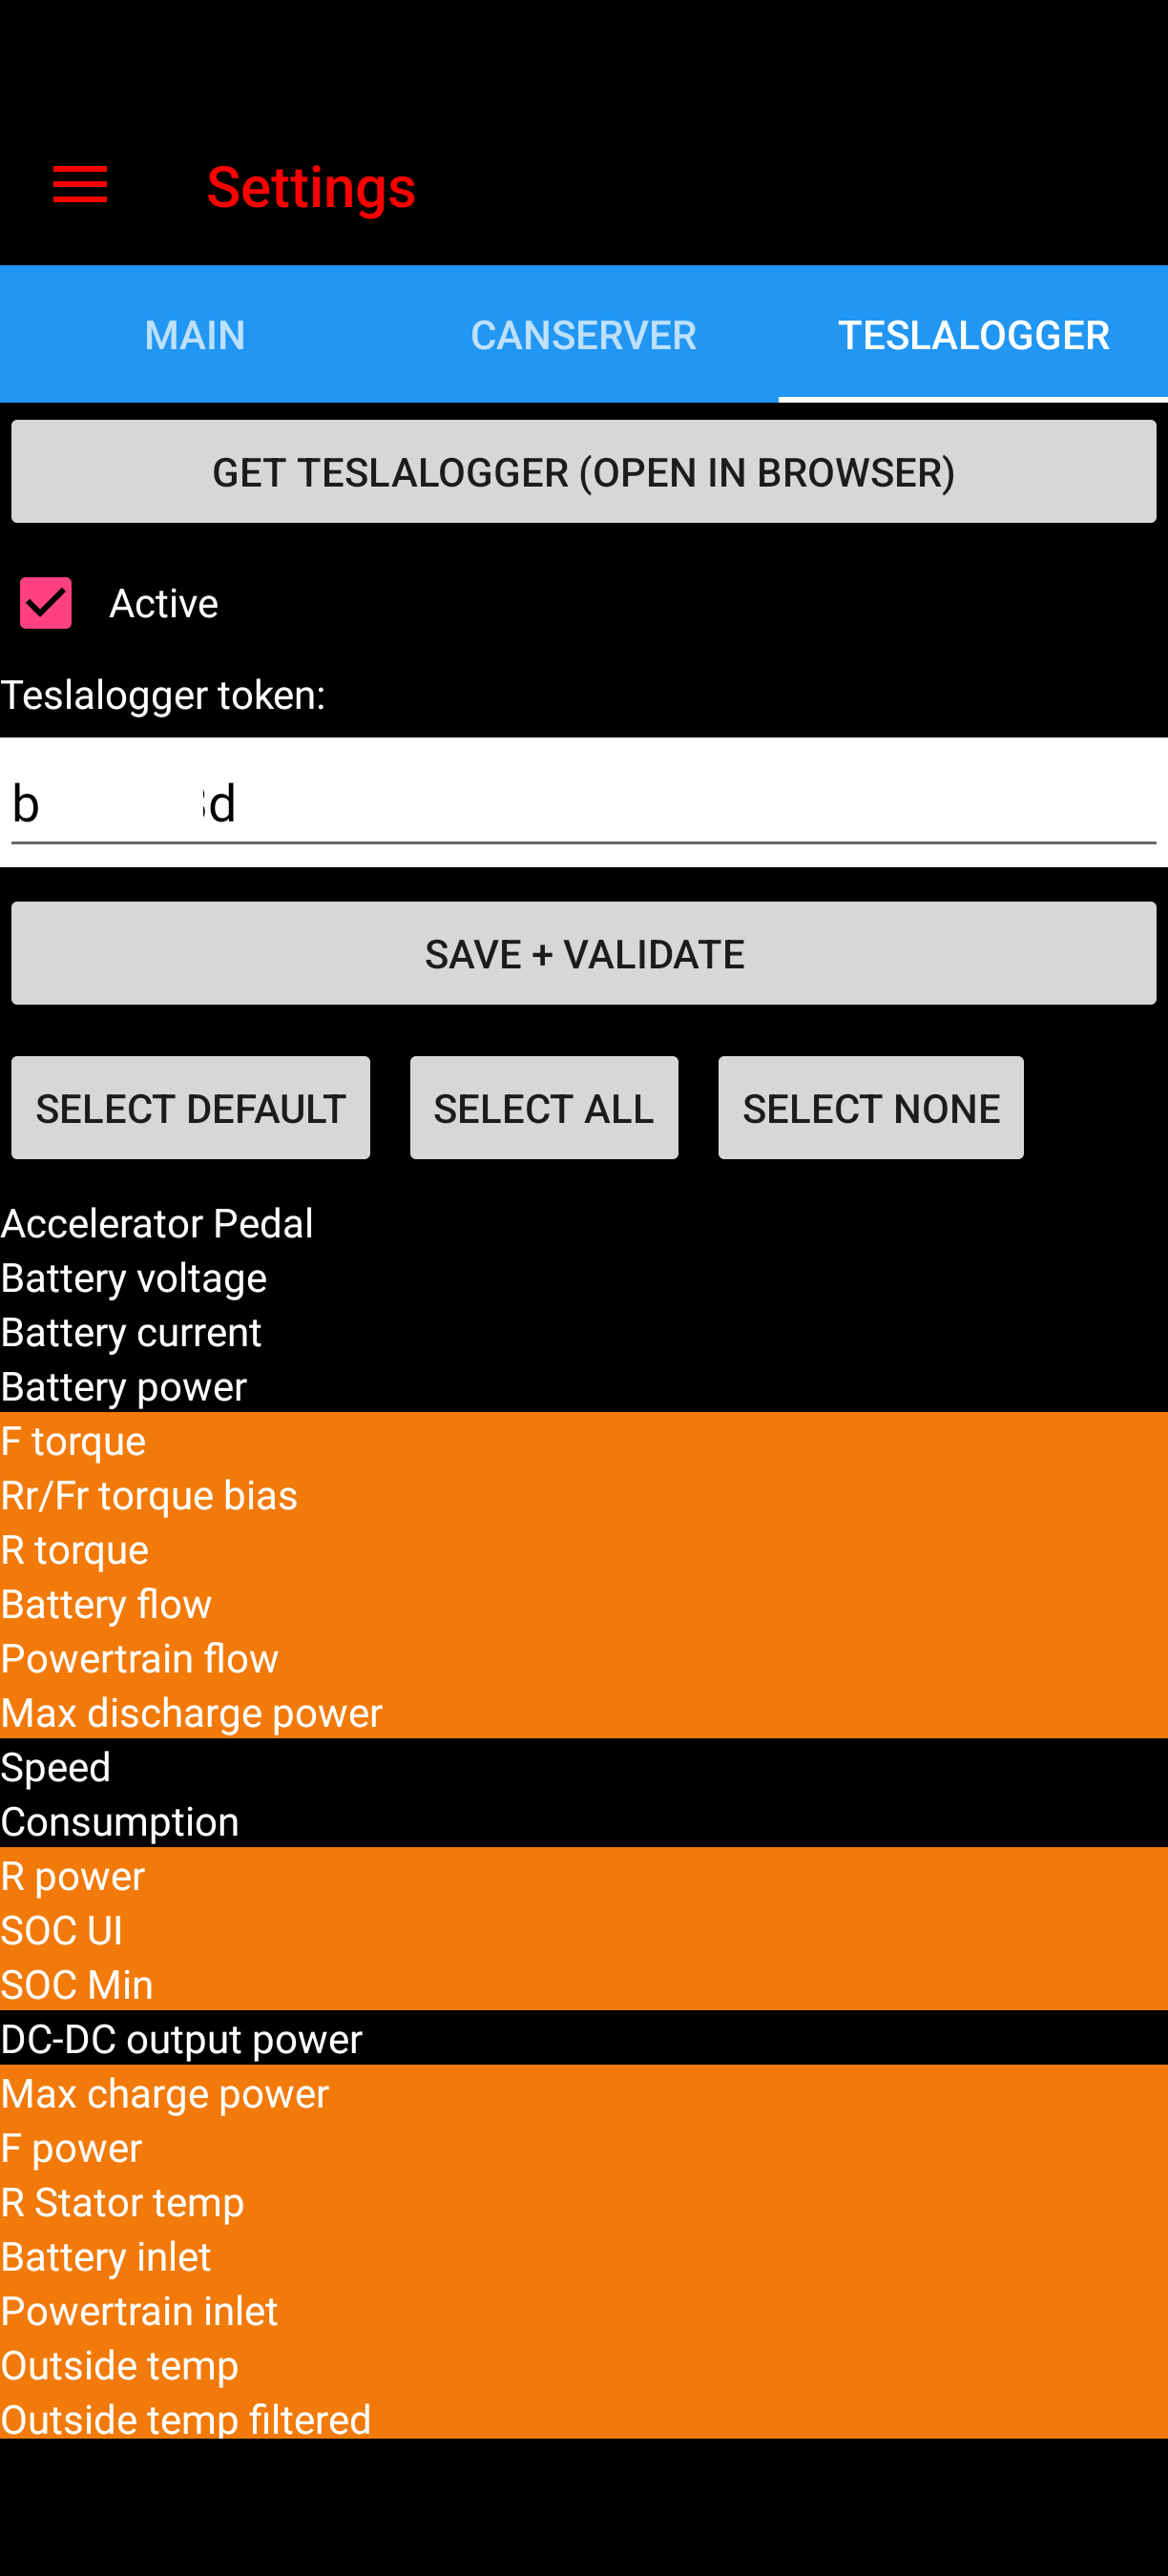 Settings
MAIN CANSERVER TESLALOGGER
GET TESLALOGGER (OPEN IN BROWSER)
Active
Teslalogger token:
b d
SAVE + VALIDATE
SELECT DEFAULT SELECT ALL SELECT NONE
Accelerator Pedal
Battery voltage
Battery current
Battery power
F torque
Rr/Fr torque bias
R torque
Battery flow
Powertrain flow
Max discharge power
Speed
Consumption
R power
SOC UI
SOC Min
DC-DC output power
Max charge power
F power
R Stator temp
Battery inlet
Powertrain inlet
Outside temp
Outside temp filtered